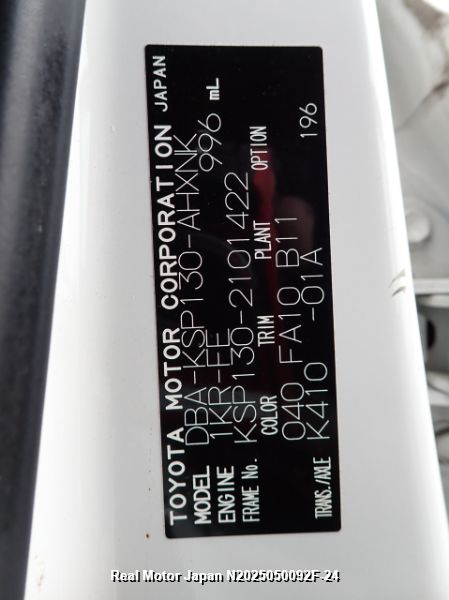 TOYOTA MOTOR CORPORATION JAPAN
MODEL DBA-KSP130-AHXNK
ENGINE 1KR-FE 996 mL
FRAME No. KSP130-2101422
COLOR TRIM PLANT OPTION
040 FA10 B11 196
TRANS./AXLE K410 -01A
Real Motor Japan N2025050092F-24